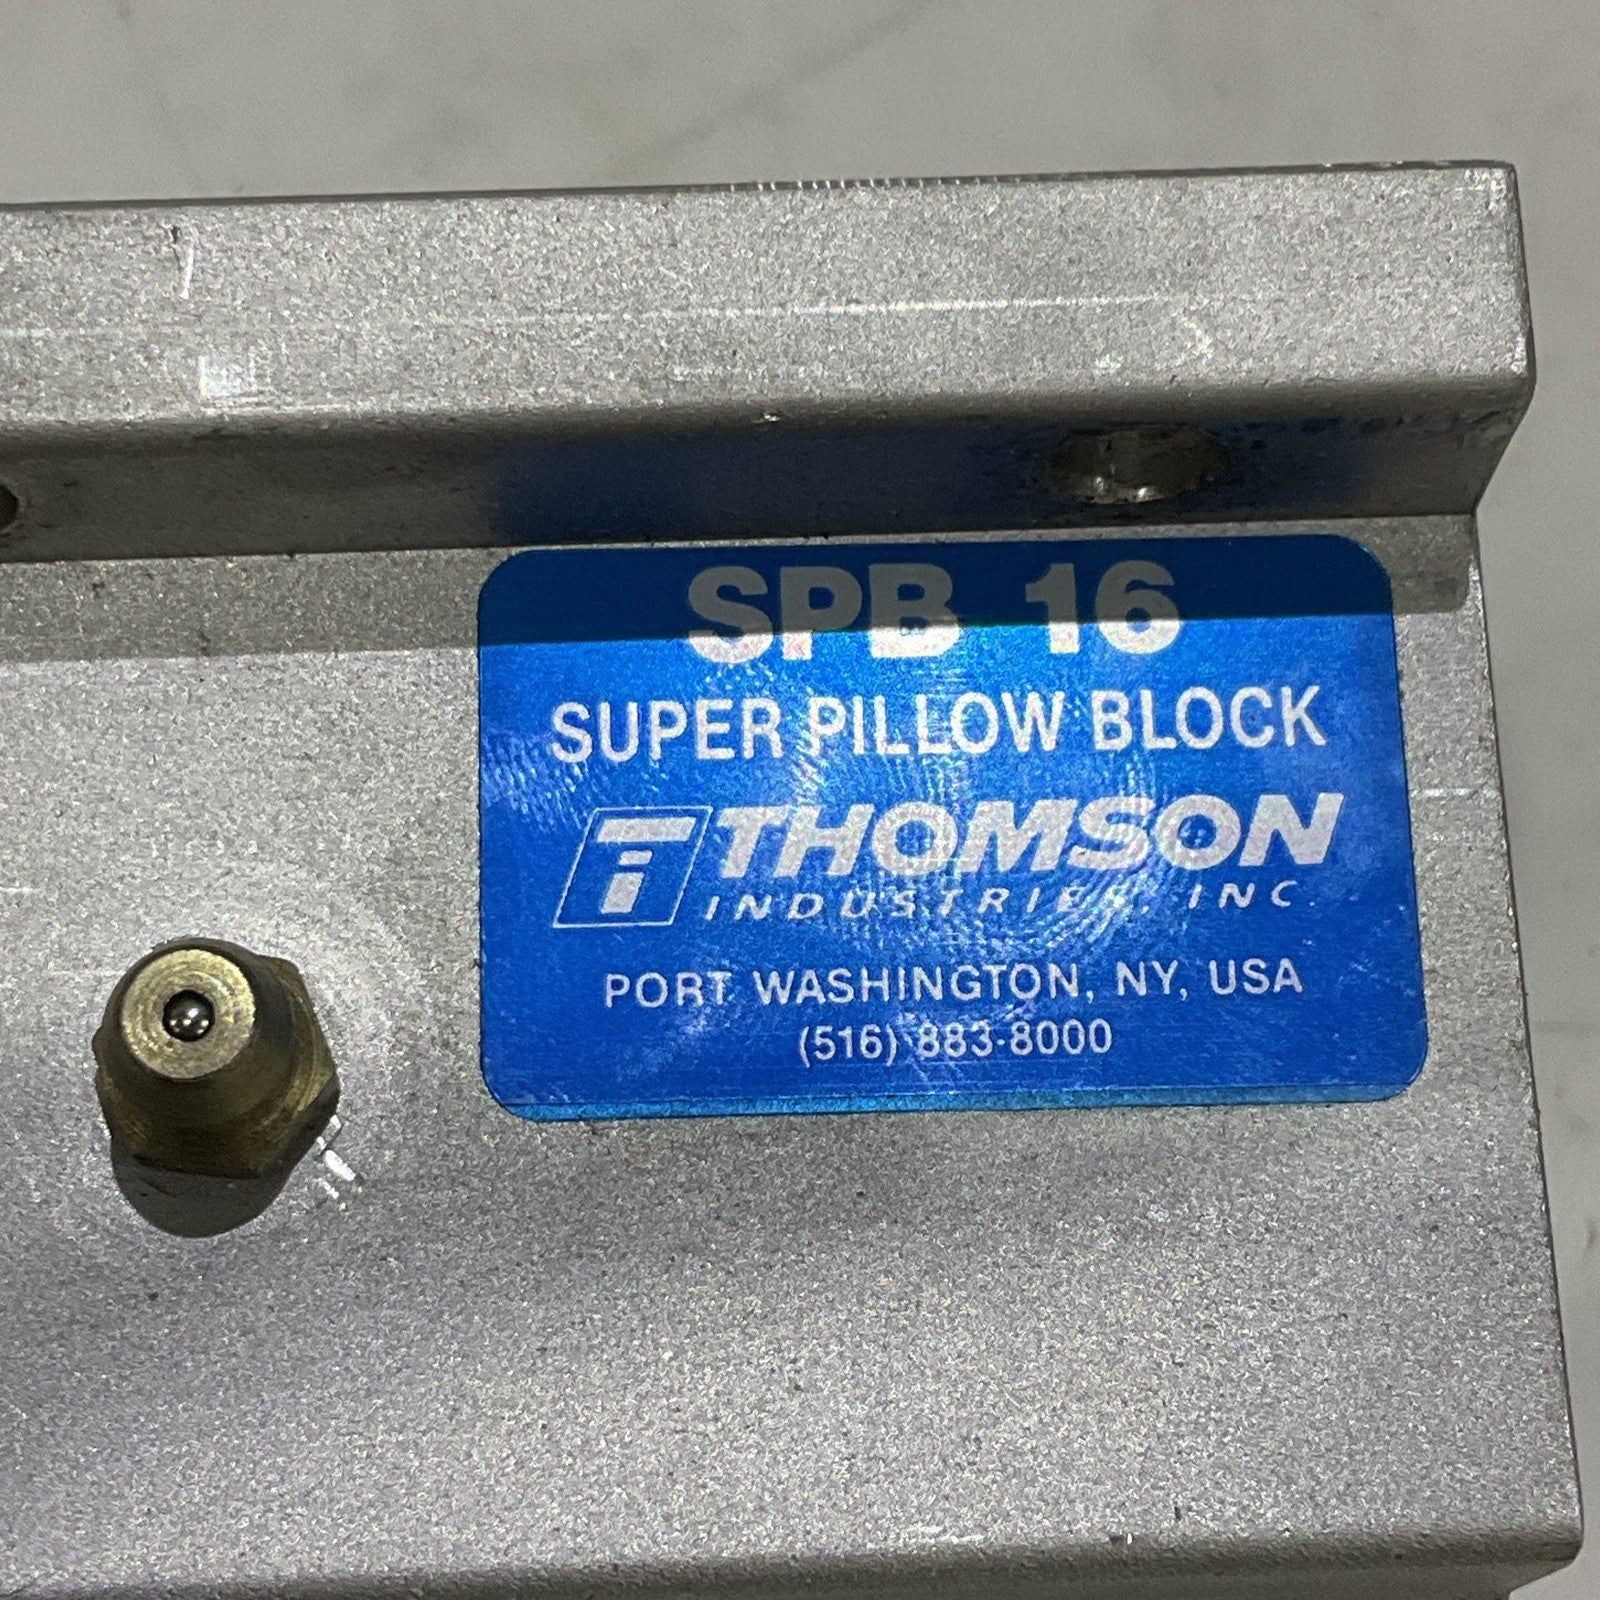 SPB 16
SUPER PILLOW BLOCK
THOMSON
INDUSTRIES, INC.
PORT WASHINGTON, NY, USA
(516) 883-8000